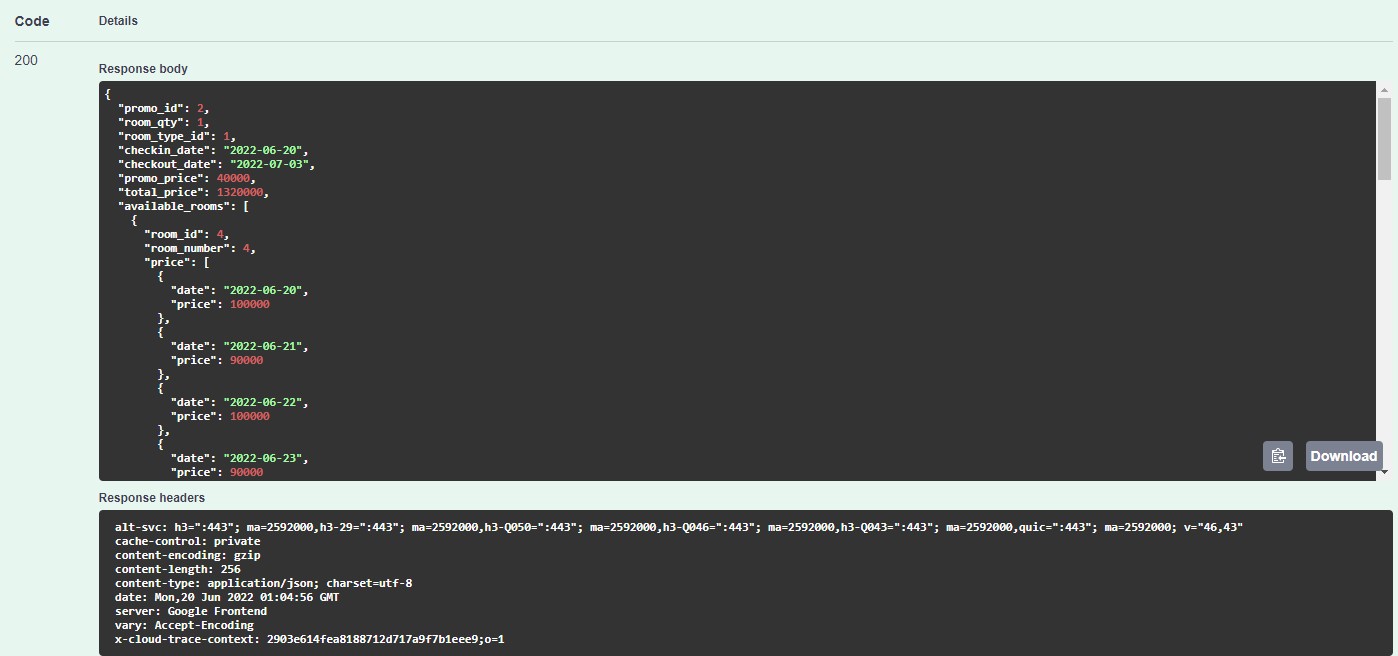 Code Details
200
Response body
{
  "promo_id": 2,
  "room_qty": 1,
  "room_type_id": 1,
  "checkin_date": "2022-06-20",
  "checkout_date": "2022-07-03",
  "promo_price": 40000,
  "total_price": 1320000,
  "available_rooms": [
    {
      "room_id": 4,
      "room_number": 4,
      "price": [
        {
          "date": "2022-06-20",
          "price": 100000
        },
        {
          "date": "2022-06-21",
          "price": 90000
        },
        {
          "date": "2022-06-22",
          "price": 100000
        },
        {
          "date": "2022-06-23",
          "price": 90000
Download
Response headers
alt-svc: h3=":443"; ma=2592000,h3-29=":443"; ma=2592000,h3-Q050=":443"; ma=2592000,h3-Q046=":443"; ma=2592000,h3-Q043=":443"; ma=2592000,quic=":443"; ma=2592000; v="46,43"
cache-control: private
content-encoding: gzip
content-length: 256
content-type: application/json; charset=utf-8
date: Mon,20 Jun 2022 01:04:56 GMT
server: Google Frontend
vary: Accept-Encoding
x-cloud-trace-context: 2903e614fea8188712d717a9f7b1eee9;o=1